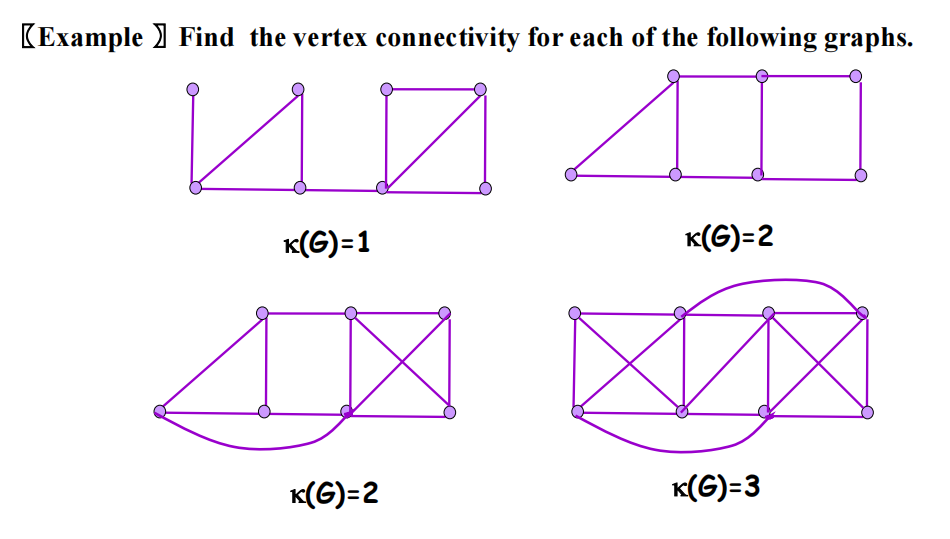 〖Example 〗 Find the vertex connectivity for each of the following graphs.
κ(G)=1
κ(G)=2
κ(G)=2
κ(G)=3